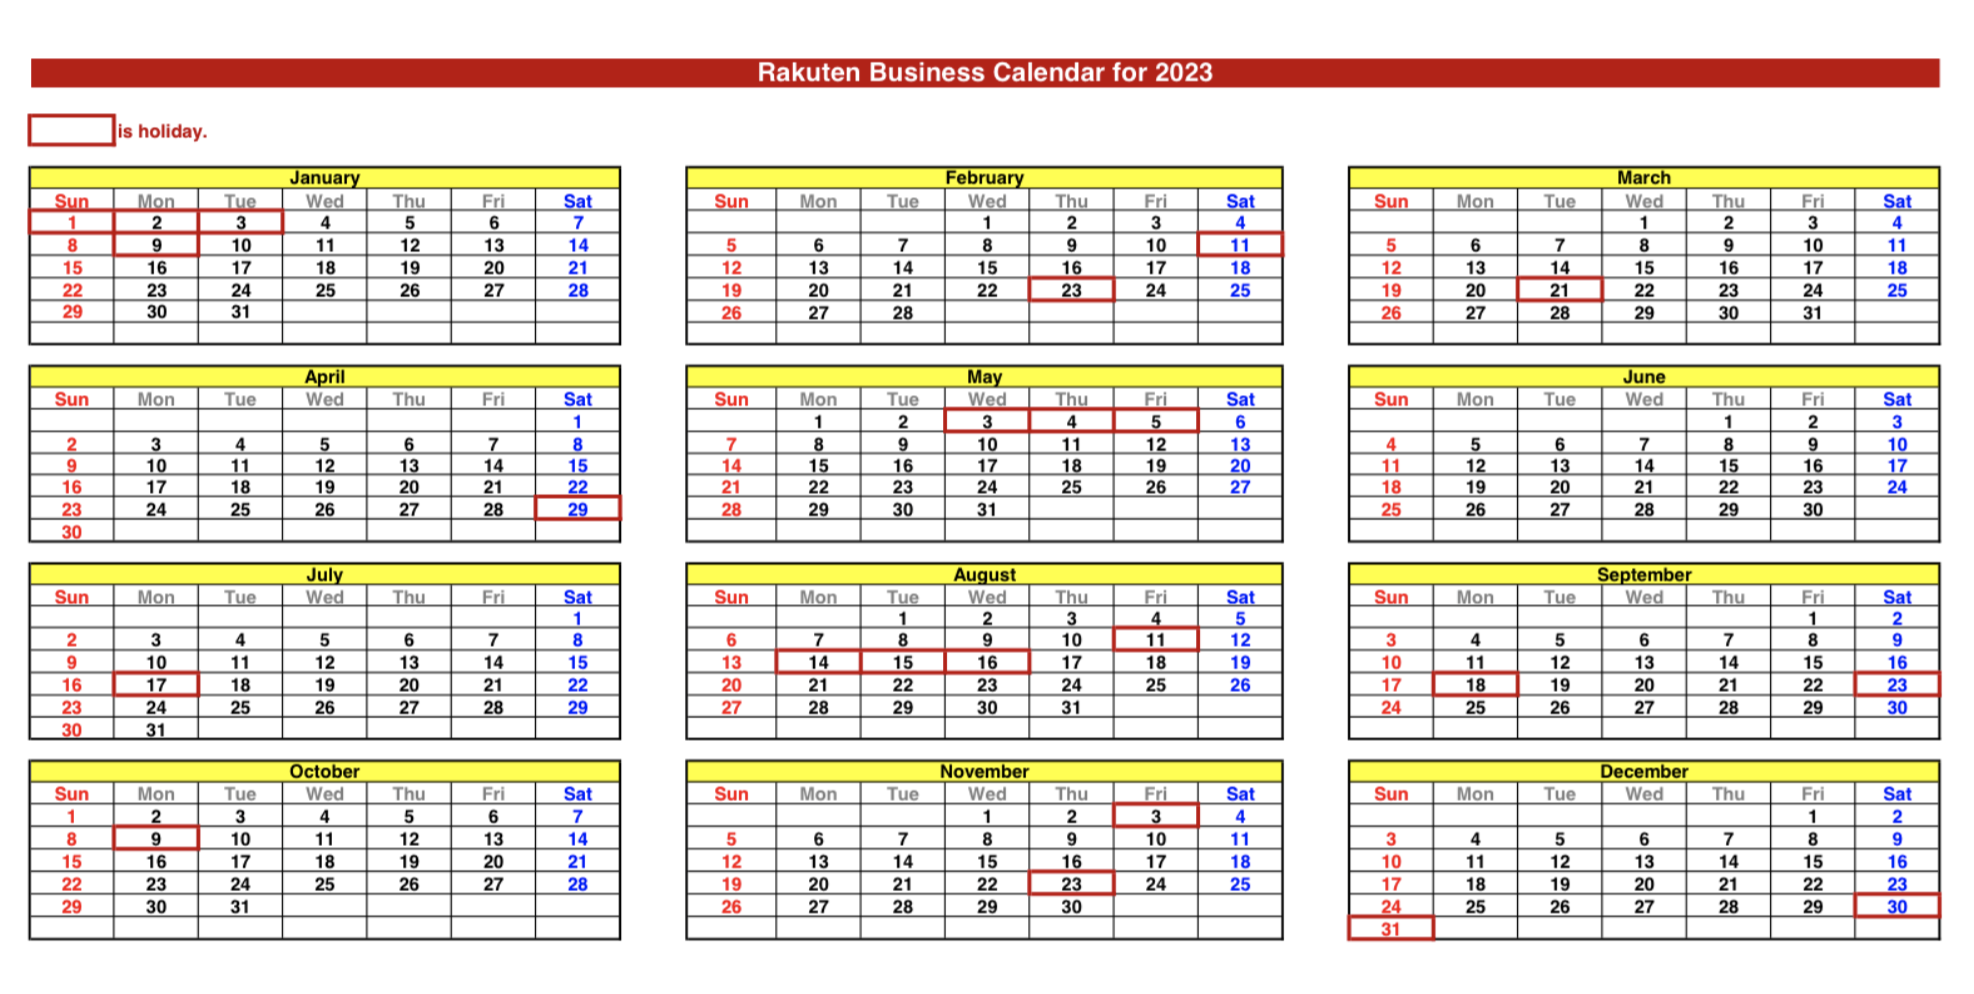 Rakuten Business Calendar for 2023
is holiday.
January
Sun Mon Tue Wed Thu Fri Sat
1 2 3 4 5 6 7
8 9 10 11 12 13 14
15 16 17 18 19 20 21
22 23 24 25 26 27 28
29 30 31
February
Sun Mon Tue Wed Thu Fri Sat
1 2 3 4
5 6 7 8 9 10 11
12 13 14 15 16 17 18
19 20 21 22 23 24 25
26 27 28
March
Sun Mon Tue Wed Thu Fri Sat
1 2 3 4
5 6 7 8 9 10 11
12 13 14 15 16 17 18
19 20 21 22 23 24 25
26 27 28 29 30 31
April
Sun Mon Tue Wed Thu Fri Sat
1
2 3 4 5 6 7 8
9 10 11 12 13 14 15
16 17 18 19 20 21 22
23 24 25 26 27 28 29
30
May
Sun Mon Tue Wed Thu Fri Sat
1 2 3 4 5 6
7 8 9 10 11 12 13
14 15 16 17 18 19 20
21 22 23 24 25 26 27
28 29 30 31
June
Sun Mon Tue Wed Thu Fri Sat
1 2 3
4 5 6 7 8 9 10
11 12 13 14 15 16 17
18 19 20 21 22 23 24
25 26 27 28 29 30
July
Sun Mon Tue Wed Thu Fri Sat
1
2 3 4 5 6 7 8
9 10 11 12 13 14 15
16 17 18 19 20 21 22
23 24 25 26 27 28 29
30 31
August
Sun Mon Tue Wed Thu Fri Sat
1 2 3 4 5
6 7 8 9 10 11 12
13 14 15 16 17 18 19
20 21 22 23 24 25 26
27 28 29 30 31
September
Sun Mon Tue Wed Thu Fri Sat
1 2
3 4 5 6 7 8 9
10 11 12 13 14 15 16
17 18 19 20 21 22 23
24 25 26 27 28 29 30
October
Sun Mon Tue Wed Thu Fri Sat
1 2 3 4 5 6 7
8 9 10 11 12 13 14
15 16 17 18 19 20 21
22 23 24 25 26 27 28
29 30 31
November
Sun Mon Tue Wed Thu Fri Sat
1 2 3 4
5 6 7 8 9 10 11
12 13 14 15 16 17 18
19 20 21 22 23 24 25
26 27 28 29 30
December
Sun Mon Tue Wed Thu Fri Sat
1 2
3 4 5 6 7 8 9
10 11 12 13 14 15 16
17 18 19 20 21 22 23
24 25 26 27 28 29 30
31